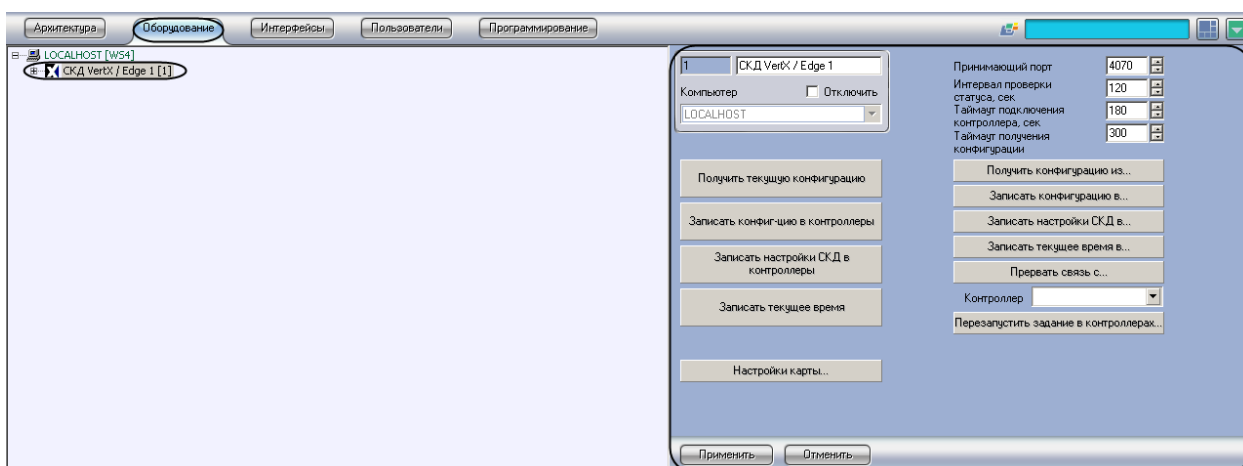 Архитектура Оборудование Интерфейсы Пользователи Программирование
LOCALHOST [WS4]
СКД VertX / Edge 1 [1]
1 СКД VertX / Edge 1
Компьютер Отключить
LOCALHOST
Получить текущую конфигурацию
Записать конфиг-цию в контроллеры
Записать настройки СКД в
контроллеры
Записать текущее время
Настройки карты...
Принимающий порт 4070
Интервал проверки
статуса, сек 120
Таймаут подключения
контроллера, сек 180
Таймаут получения
конфигурации 300
Получить конфигурацию из...
Записать конфигурацию в...
Записать настройки СКД в...
Записать текущее время в...
Прервать связь с...
Контроллер
Перезапустить задание в контроллерах...
Применить Отменить